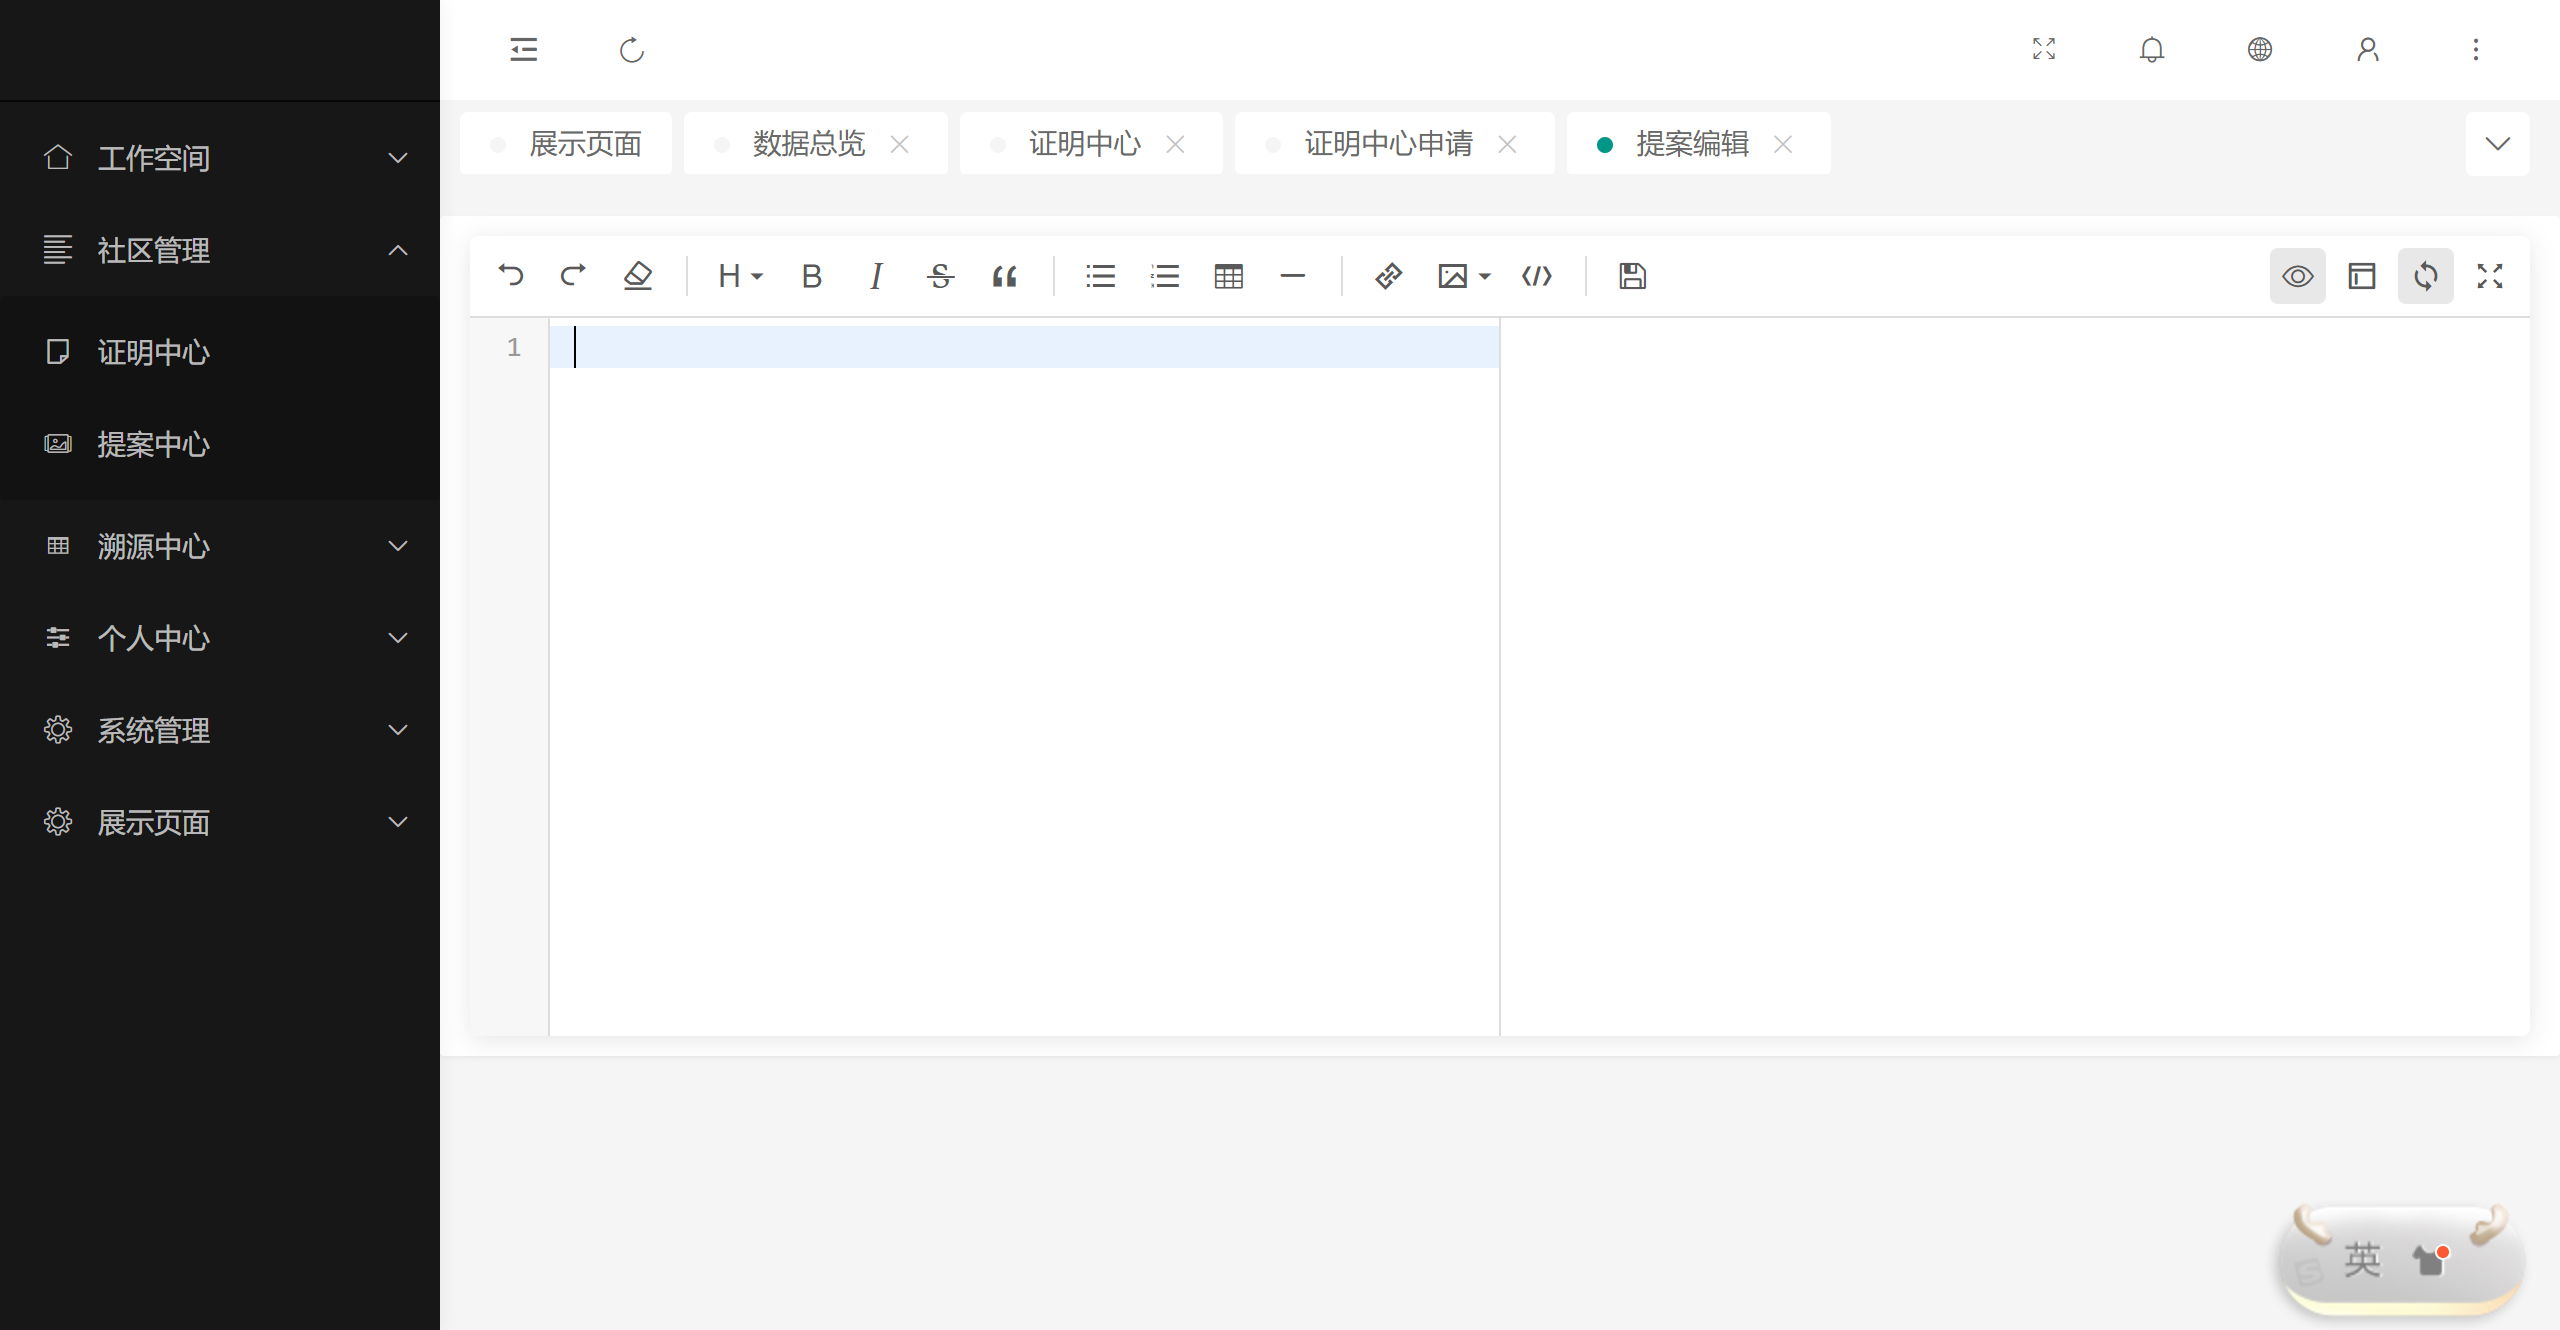 工作空间
社区管理
证明中心
提案中心
溯源中心
个人中心
系统管理
展示页面
展示页面
数据总览
证明中心
证明中心申请
提案编辑
H B I S
1
英